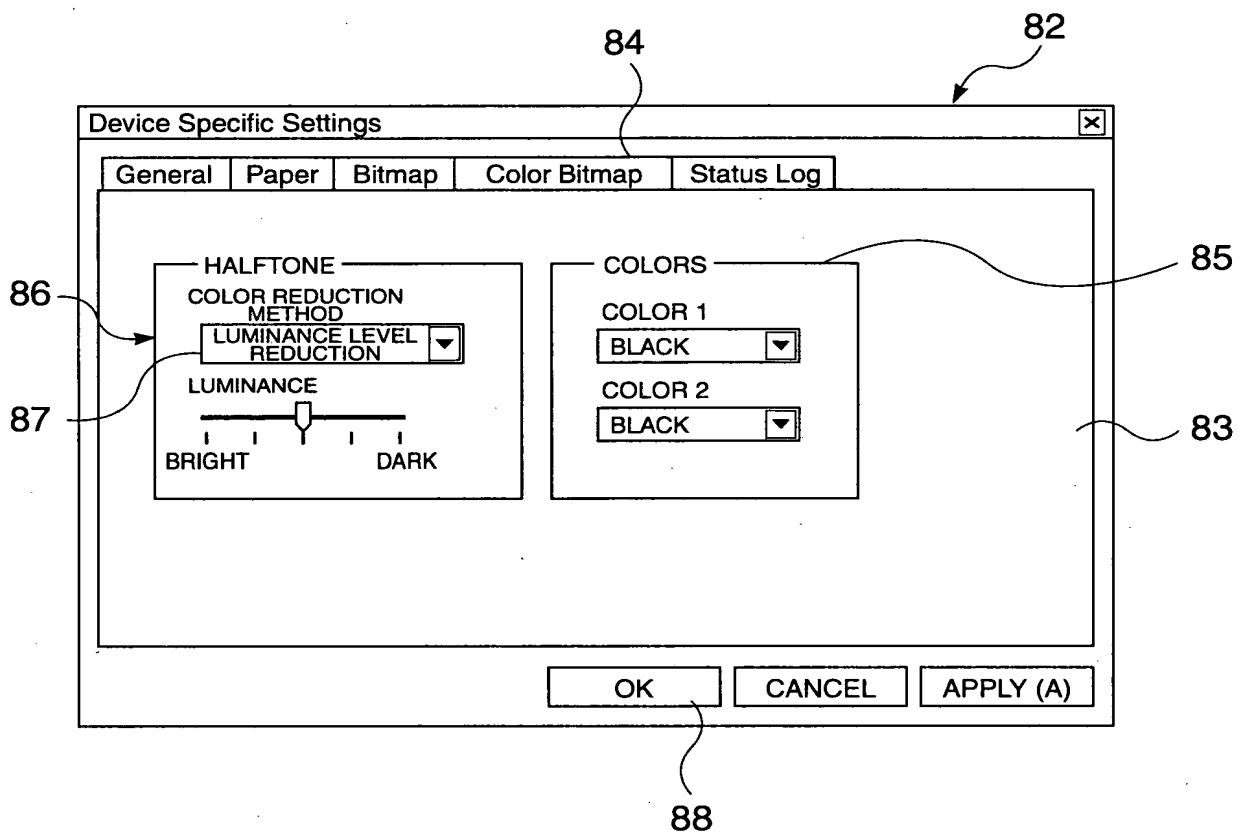 82
84
Device Specific Settings
General Paper Bitmap Color Bitmap Status Log
HALFTONE
COLOR REDUCTION
METHOD
LUMINANCE LEVEL
REDUCTION
LUMINANCE
BRIGHT DARK
COLORS
COLOR 1
BLACK
COLOR 2
BLACK
85
86
87
83
OK CANCEL APPLY (A)
88